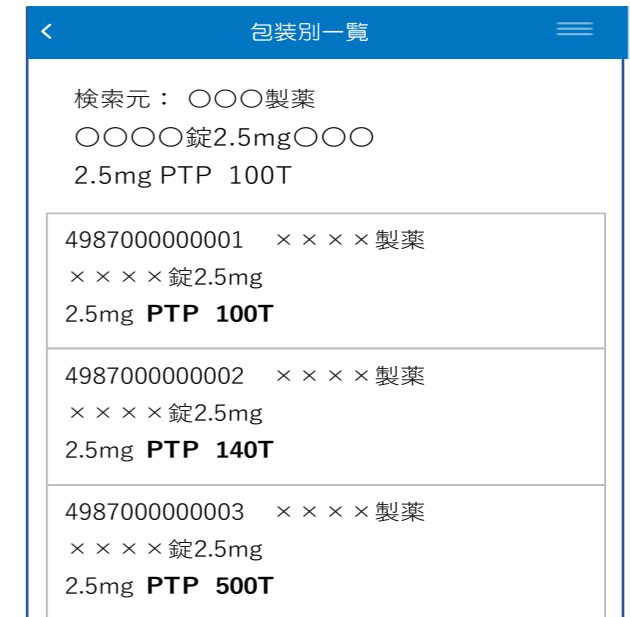 包装別一覧
検索元： 〇〇〇製薬
〇〇〇〇錠2.5mg〇〇〇
2.5mg PTP 100T
4987000000001 ××××製薬
××××錠2.5mg
2.5mg PTP 100T
4987000000002 ××××製薬
××××錠2.5mg
2.5mg PTP 140T
4987000000003 ××××製薬
××××錠2.5mg
2.5mg PTP 500T